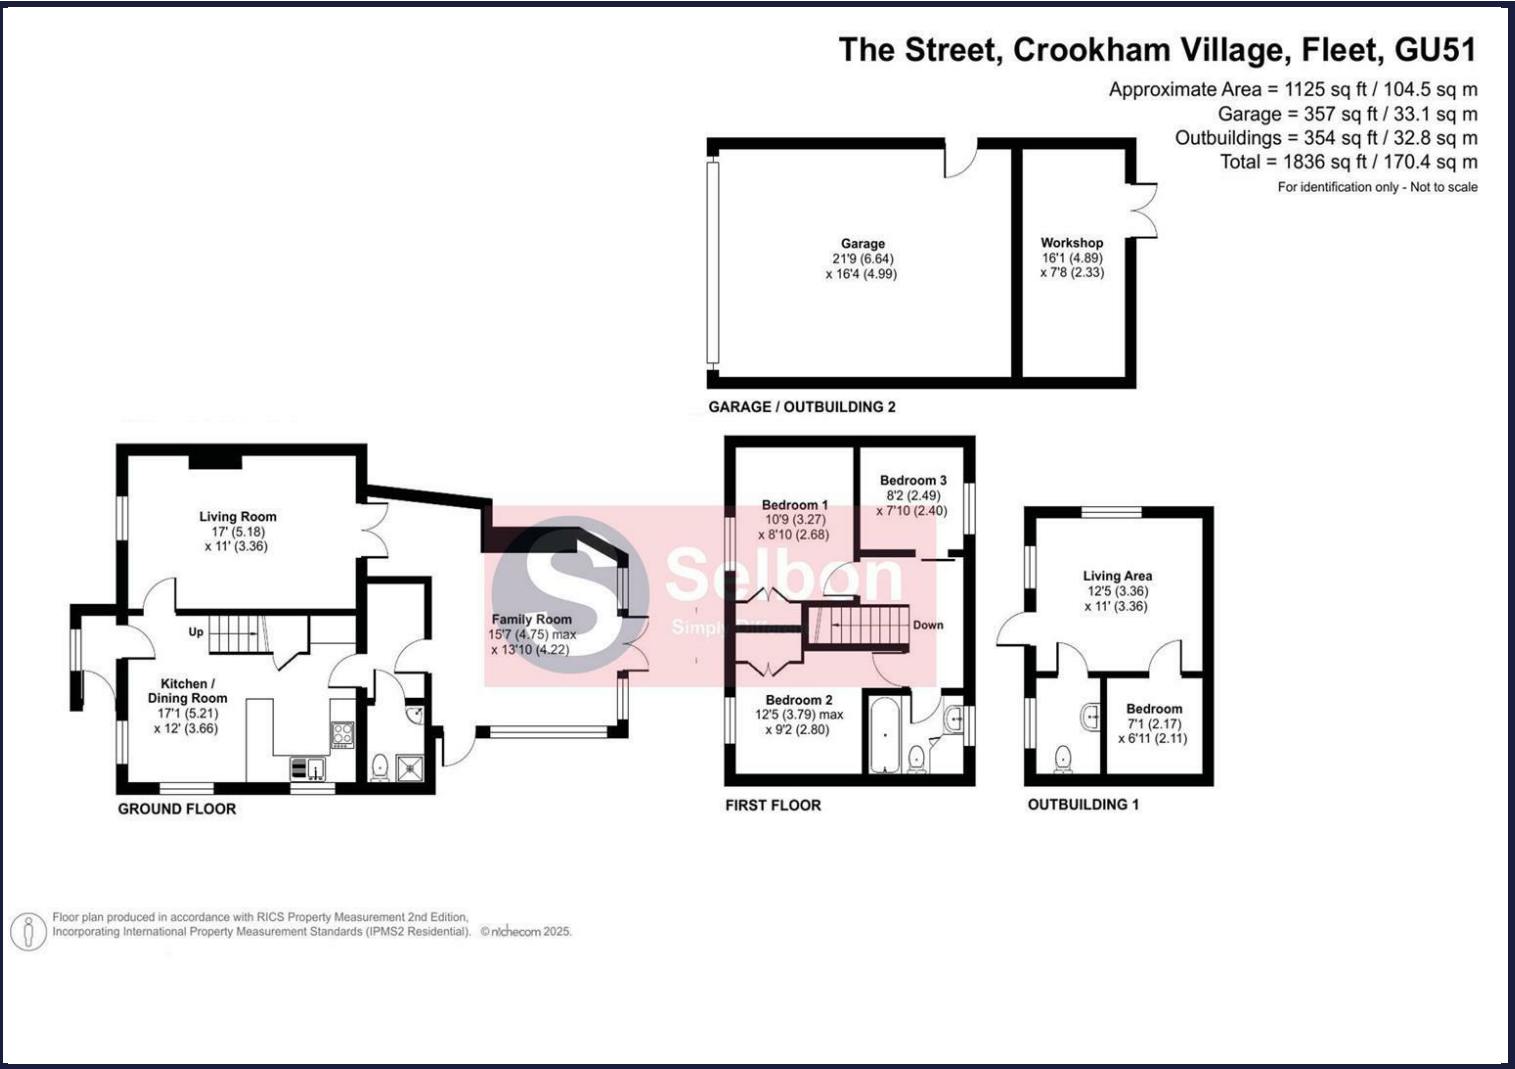 The Street, Crookham Village, Fleet, GU51
Approximate Area = 1125 sq ft / 104.5 sq m
Garage = 357 sq ft / 33.1 sq m
Outbuildings = 354 sq ft / 32.8 sq m
Total = 1836 sq ft / 170.4 sq m
For identification only - Not to scale
Garage
21'9 (6.64)
x 16'4 (4.99)
Workshop
16'1 (4.89)
x 7'8 (2.33)
GARAGE / OUTBUILDING 2
Living Room
17' (5.18)
x 11' (3.36)
Up
Kitchen /
Dining Room
17'1 (5.21)
x 12' (3.66)
Family Room
15'7 (4.75) max
x 13'10 (4.22)
GROUND FLOOR
S Selbon
Simply Different
Bedroom 1
10'9 (3.27)
x 8'10 (2.68)
Bedroom 3
8'2 (2.49)
x 7'10 (2.40)
Down
Bedroom 2
12'5 (3.79) max
x 9'2 (2.80)
FIRST FLOOR
Living Area
12'5 (3.36)
x 11' (3.36)
Bedroom
7'1 (2.17)
x 6'11 (2.11)
OUTBUILDING 1
Floor plan produced in accordance with RICS Property Measurement 2nd Edition,
Incorporating International Property Measurement Standards (IPMS2 Residential). © nichecom 2025.